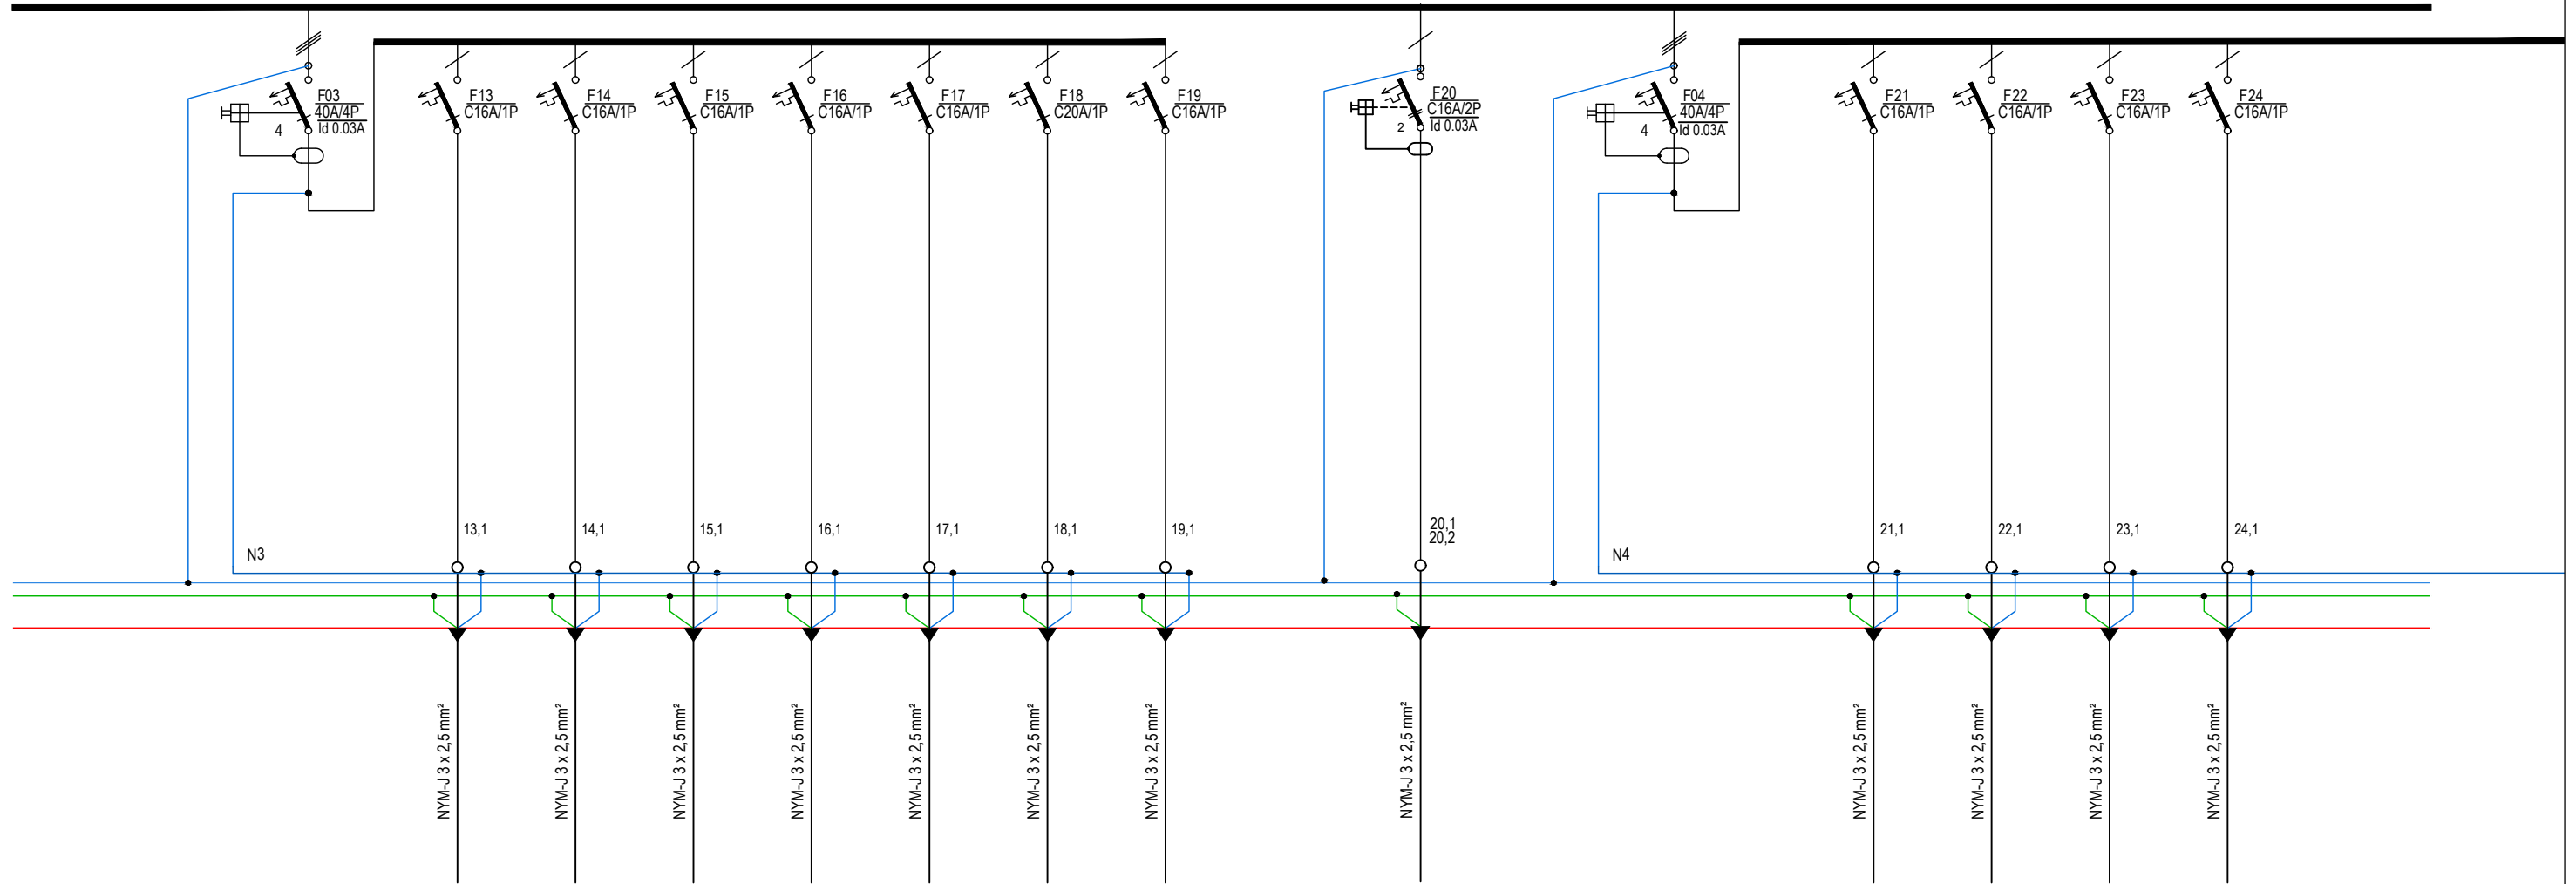 F03
40A/4P
Id 0.03A
4
F13
C16A/1P
F14
C16A/1P
F15
C16A/1P
F16
C16A/1P
F17
C16A/1P
F18
C20A/1P
F19
C16A/1P
F20
C16A/2P
Id 0.03A
2
F04
40A/4P
Id 0.03A
4
F21
C16A/1P
F22
C16A/1P
F23
C16A/1P
F24
C16A/1P
13,1
14,1
15,1
16,1
17,1
18,1
19,1
20,1
20,2
21,1
22,1
23,1
24,1
N3
N4
NYM-J 3 x 2,5 mm²
NYM-J 3 x 2,5 mm²
NYM-J 3 x 2,5 mm²
NYM-J 3 x 2,5 mm²
NYM-J 3 x 2,5 mm²
NYM-J 3 x 2,5 mm²
NYM-J 3 x 2,5 mm²
NYM-J 3 x 2,5 mm²
NYM-J 3 x 2,5 mm²
NYM-J 3 x 2,5 mm²
NYM-J 3 x 2,5 mm²
NYM-J 3 x 2,5 mm²